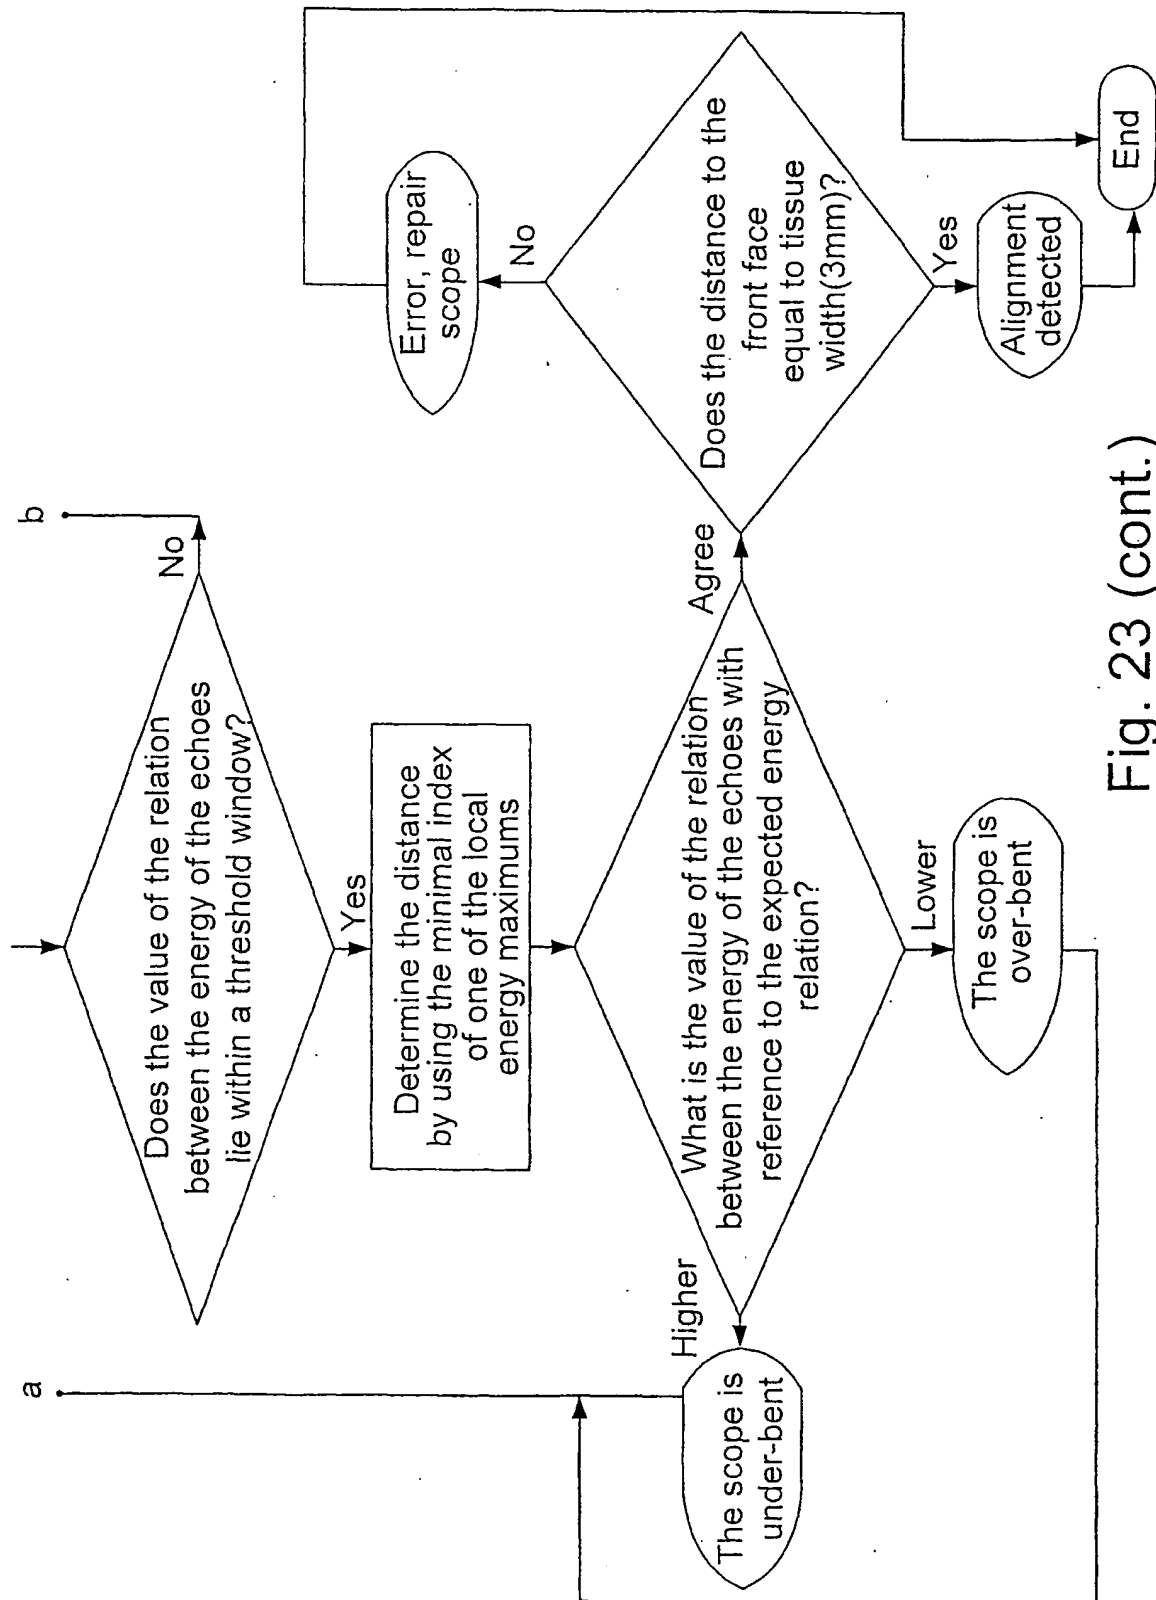 a
b
Does the value of the relation
between the energy of the echoes
lie within a threshold window?
No
Yes
Determine the distance
by using the minimal index
of one of the local
energy maximums
What is the value of the relation
between the energy of the echoes with
reference to the expected energy
relation?
Higher
Agree
Lower
The scope is
under-bent
The scope is
over-bent
Does the distance to the
front face
equal to tissue
width(3mm)?
No
Yes
Error, repair
scope
Alignment
detected
End
Fig. 23 (cont.)